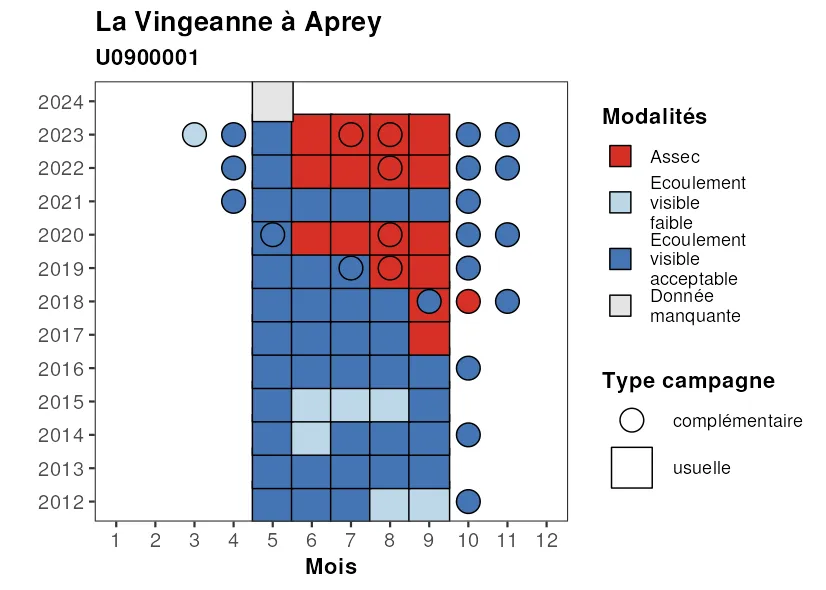 La Vingeanne à Aprey
U0900001
2024
2023
2022
2021
2020
2019
2018
2017
2016
2015
2014
2013
2012
1 2 3 4 5 6 7 8 9 10 11 12
Mois
Modalités
Assec
Ecoulement
visible
faible
Ecoulement
visible
acceptable
Donnée
manquante
Type campagne
complémentaire
usuelle